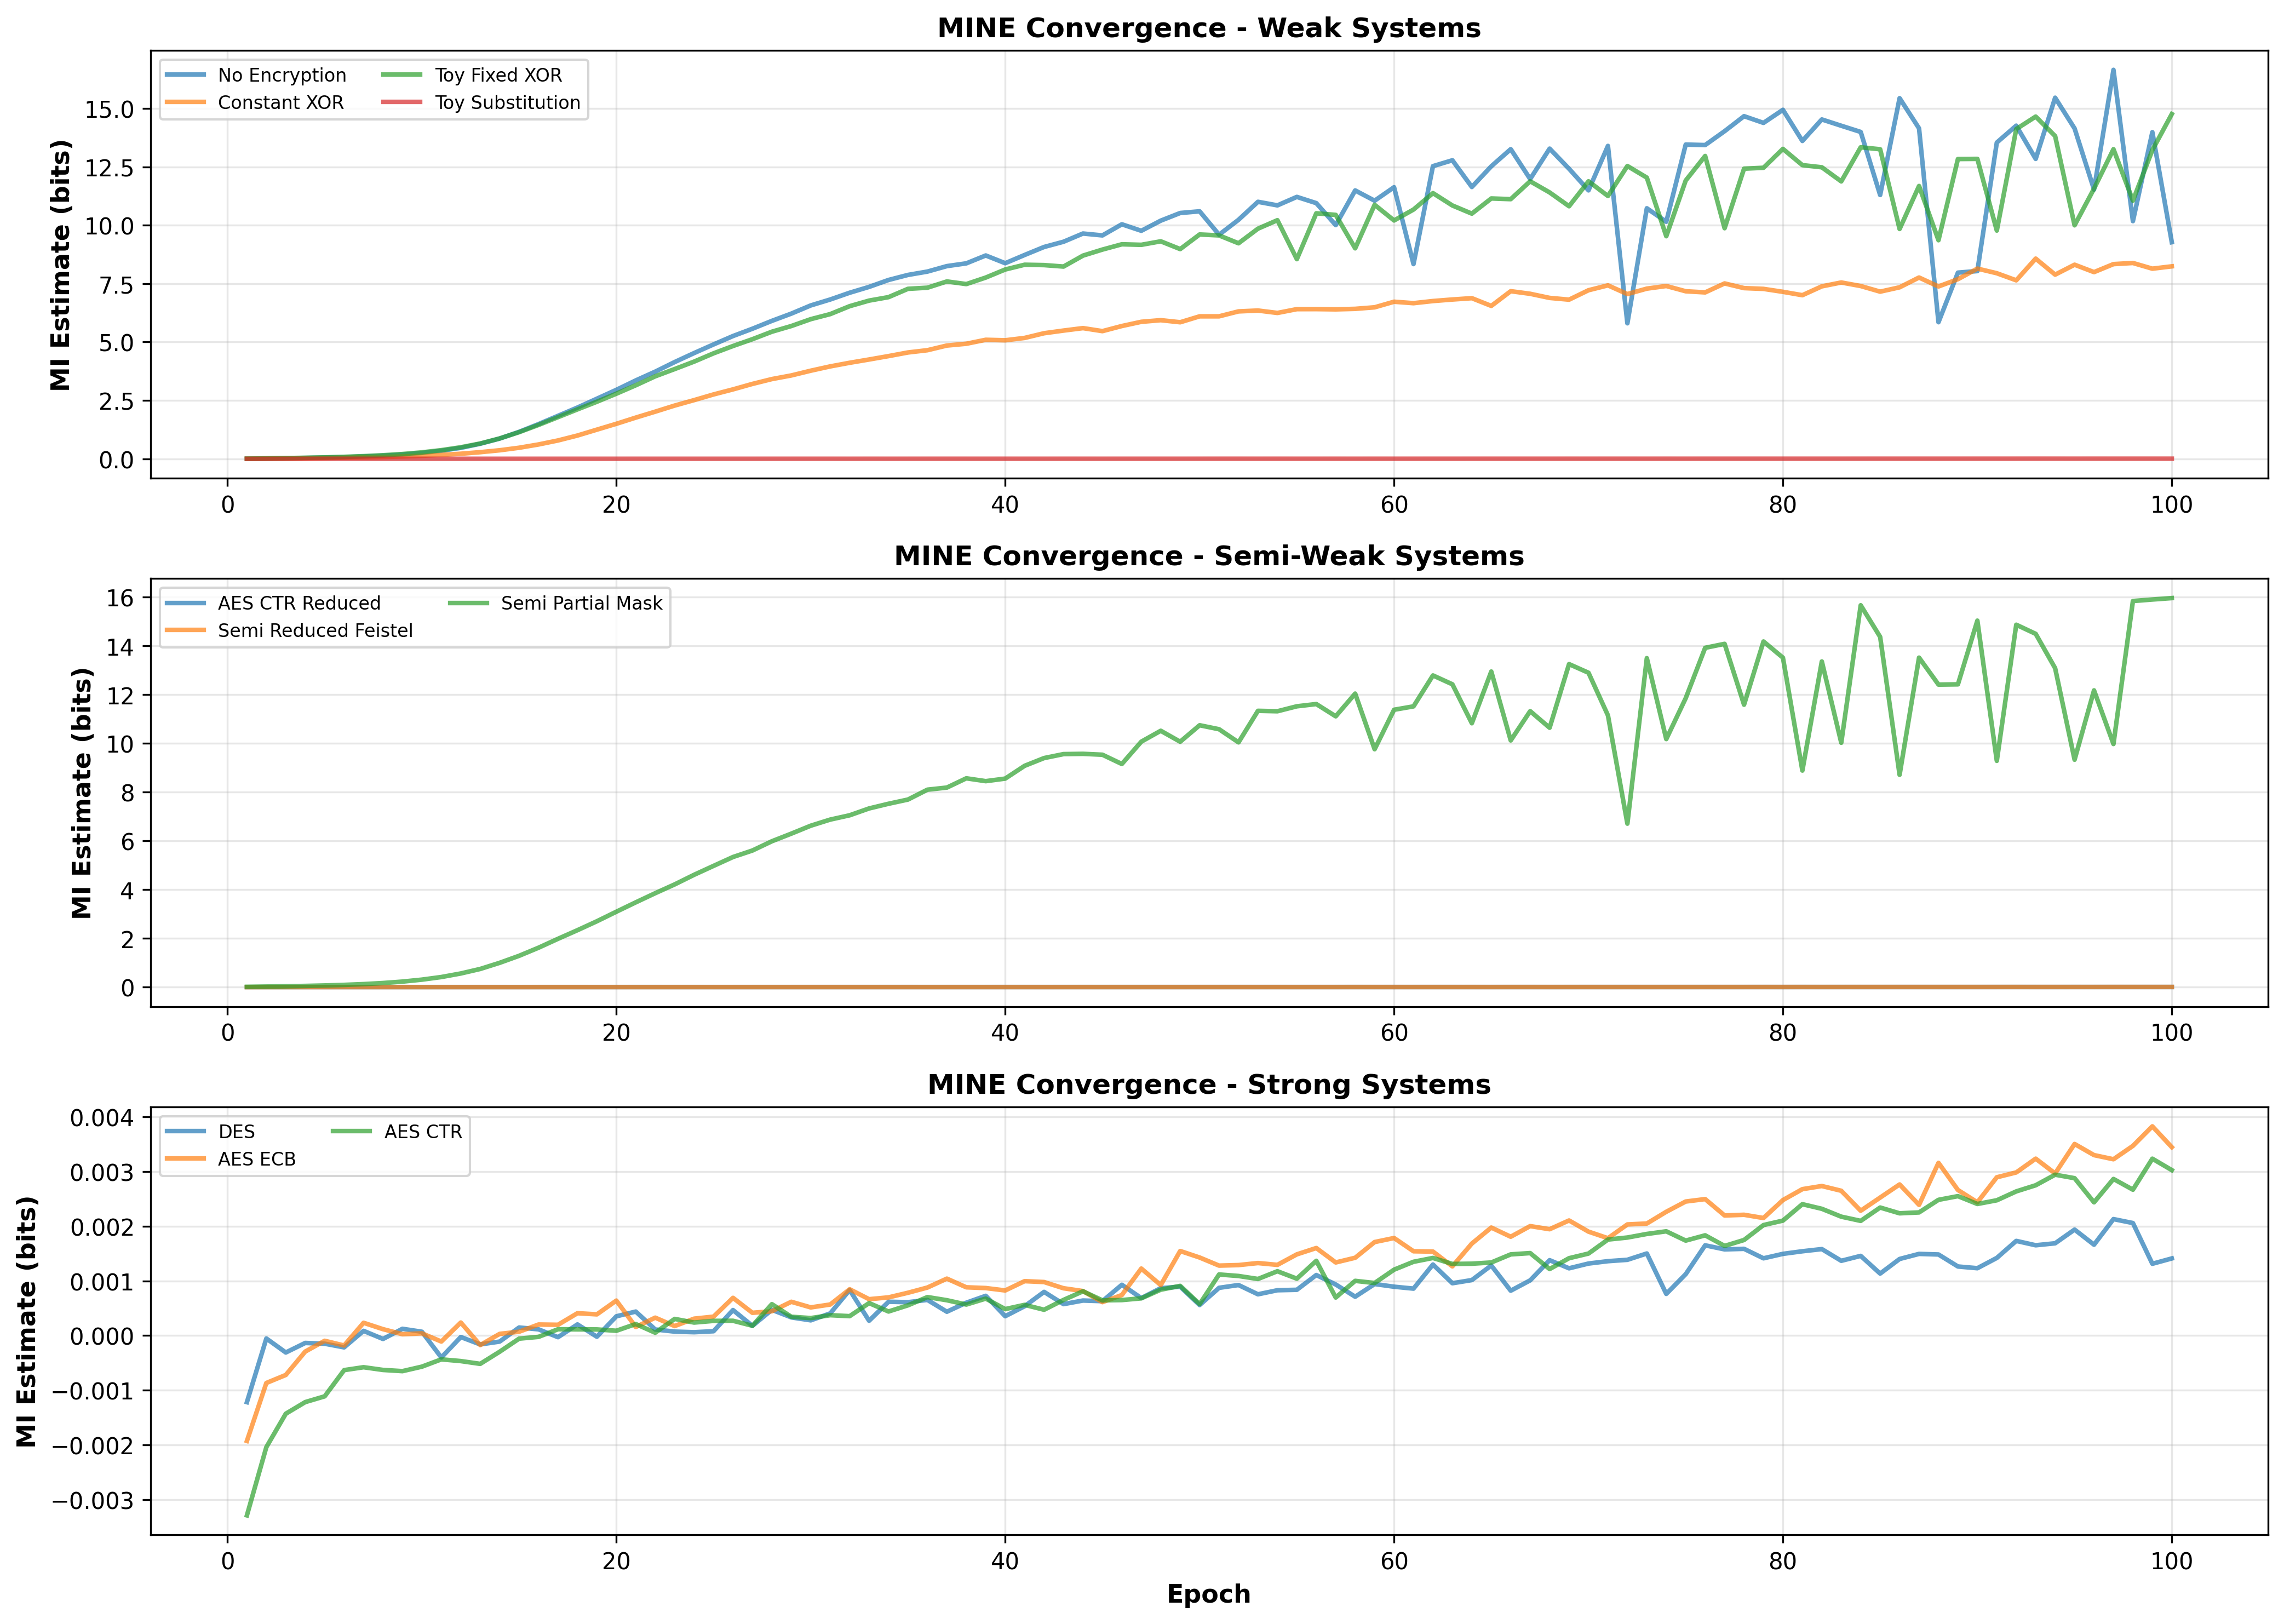 MINE Convergence - Weak Systems
No Encryption
Constant XOR
Toy Fixed XOR
Toy Substitution
MI Estimate (bits)
15.0
12.5
10.0
7.5
5.0
2.5
0.0
0 20 40 60 80 100
MINE Convergence - Semi-Weak Systems
AES CTR Reduced
Semi Reduced Feistel
Semi Partial Mask
MI Estimate (bits)
16
14
12
10
8
6
4
2
0
0 20 40 60 80 100
MINE Convergence - Strong Systems
DES
AES ECB
AES CTR
MI Estimate (bits)
0.004
0.003
0.002
0.001
0.000
−0.001
−0.002
−0.003
0 20 40 60 80 100
Epoch